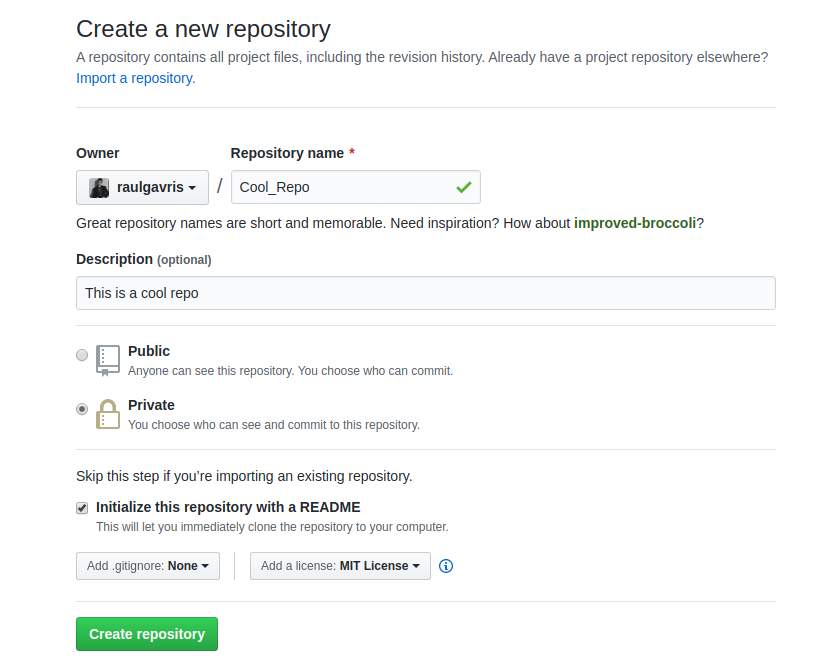 Create a new repository
A repository contains all project files, including the revision history. Already have a project repository elsewhere?
Import a repository.
Owner Repository name *
raulgavris / Cool_Repo
Great repository names are short and memorable. Need inspiration? How about improved-broccoli?
Description (optional)
This is a cool repo
Public
Anyone can see this repository. You choose who can commit.
Private
You choose who can see and commit to this repository.
Skip this step if you’re importing an existing repository.
Initialize this repository with a README
This will let you immediately clone the repository to your computer.
Add .gitignore: None Add a license: MIT License
Create repository